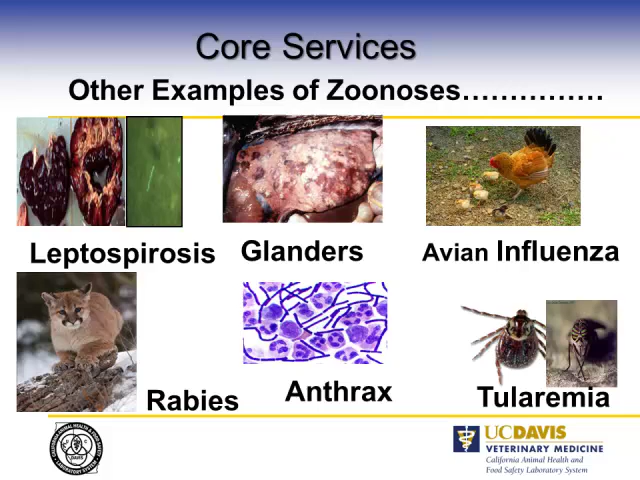 Core Services
Other Examples of Zoonoses……………
Leptospirosis
Glanders
Avian Influenza
Rabies
Anthrax
Tularemia
DAVIS
UCDAVIS
VETERINARY MEDICINE
California Animal Health and
Food Safety Laboratory System